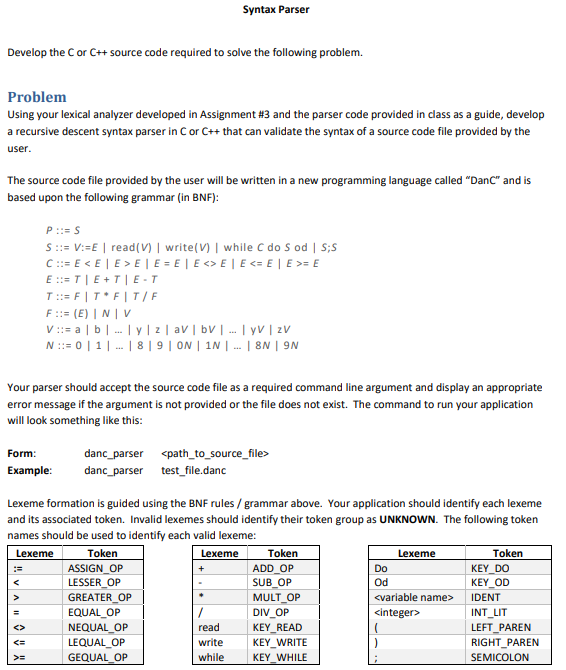 Syntax Parser
Develop the C or C++ source code required to solve the following problem.
Problem
Using your lexical analyzer developed in Assignment #3 and the parser code provided in class as a guide, develop
a recursive descent syntax parser in C or C++ that can validate the syntax of a source code file provided by the
user.
The source code file provided by the user will be written in a new programming language called “DanC” and is
based upon the following grammar (in BNF):
P ::= S
S ::= V:=E | read(V) | write(V) | while C do S od | S;S
C ::= E < E | E > E | E = E | E <> E | E <= E | E >= E
E ::= T | E + T | E - T
T ::= F | T * F | T / F
F ::= (E) | N | V
V ::= a | b | … | y | z | aV | bV | … | yV | zV
N ::= 0 | 1 | … | 8 | 9 | 0N | 1N | … | 8N | 9N
Your parser should accept the source code file as a required command line argument and display an appropriate
error message if the argument is not provided or the file does not exist. The command to run your application
will look something like this:
Form: danc_parser <path_to_source_file>
Example: danc_parser test_file.danc
Lexeme formation is guided using the BNF rules / grammar above. Your application should identify each lexeme
and its associated token. Invalid lexemes should identify their token group as UNKNOWN. The following token
names should be used to identify each valid lexeme:
Lexeme Token Lexeme Token Lexeme Token
:= ASSIGN_OP + ADD_OP Do KEY_DO
< LESSER_OP - SUB_OP Od KEY_OD
> GREATER_OP * MULT_OP <variable name> IDENT
= EQUAL_OP / DIV_OP <integer> INT_LIT
<> NEQUAL_OP read KEY_READ ( LEFT_PAREN
<= LEQUAL_OP write KEY_WRITE ) RIGHT_PAREN
>= GEQUAL_OP while KEY_WHILE ; SEMICOLON